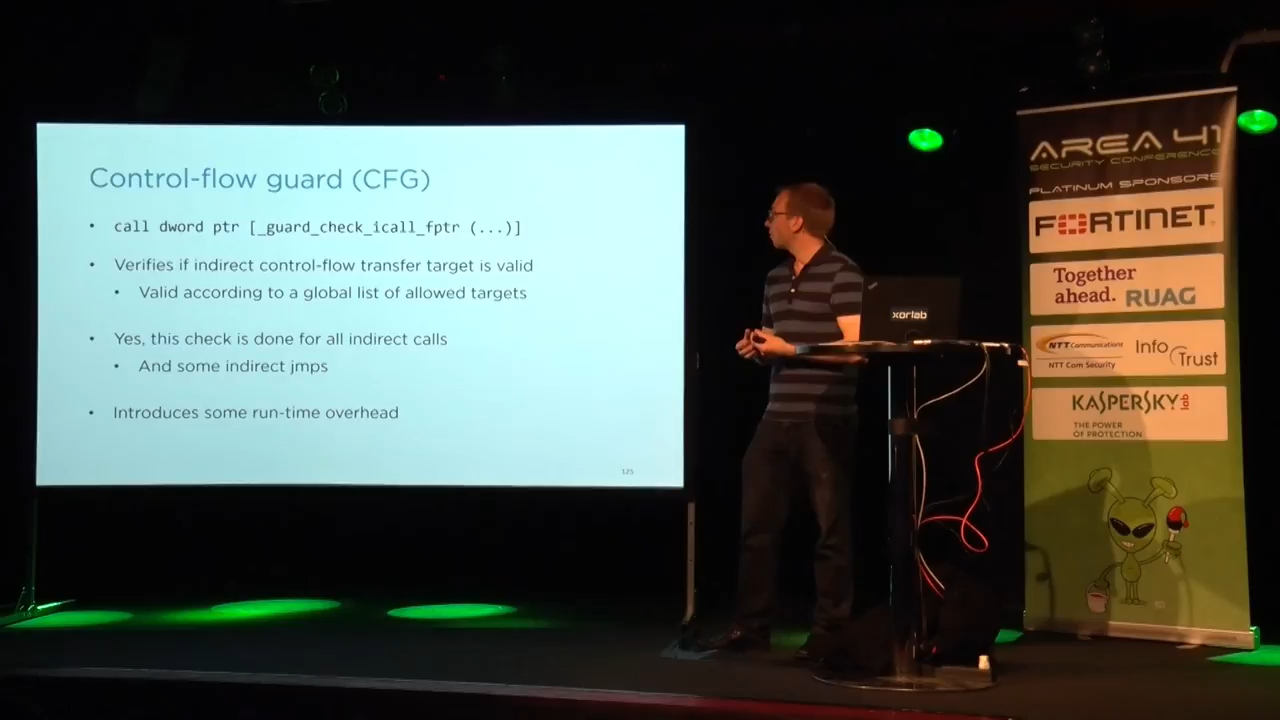 Control-flow guard (CFG)
• call dword ptr [_guard_check_icall_fptr (...)]
• Verifies if indirect control-flow transfer target is valid
• Valid according to a global list of allowed targets
• Yes, this check is done for all indirect calls
• And some indirect jmps
• Introduces some run-time overhead
125
xorlab
AREA 41
SECURITY CONFERENCE
PLATINUM SPONSORS
FORTINET
Together
ahead. RUAG
NTT Communications
NTT Com Security
Info
Trust
KASPERSKY lab
THE POWER
OF PROTECTION